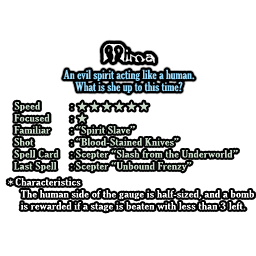 Mima
An evil spirit acting like a human.
What is she up to this time?
Speed : ★★★★★★
Focused : ★
Familiar : "Spirit Slave"
Shot : "Blood-Stained Knives"
Spell Card : Scepter "Slash from the Underworld"
Last Spell : Scepter "Unbound Frenzy"
*Characteristics
The human side of the gauge is half-sized, and a bomb
is rewarded if a stage is beaten with less than 3 left.